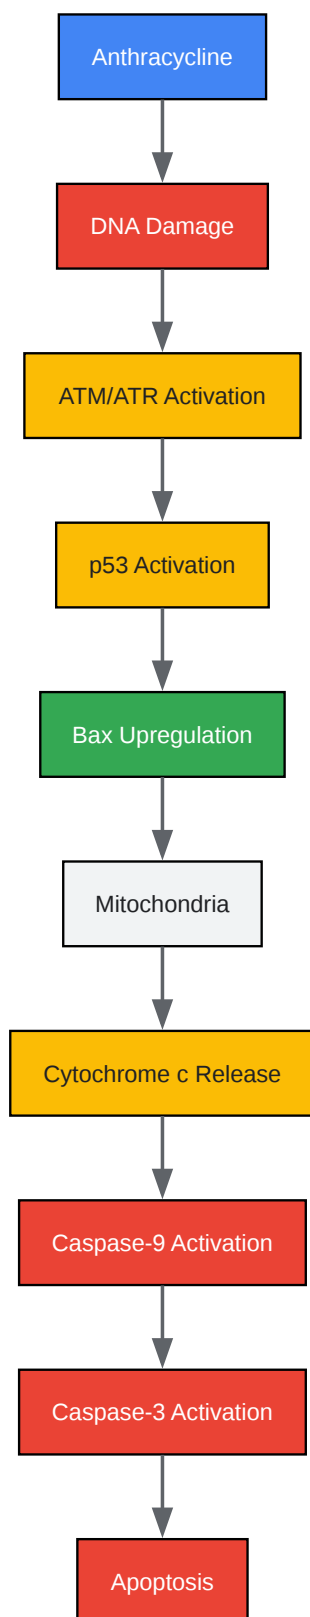 Anthracycline
DNA Damage
ATM/ATR Activation
p53 Activation
Bax Upregulation
Mitochondria
Cytochrome c Release
Caspase-9 Activation
Caspase-3 Activation
Apoptosis